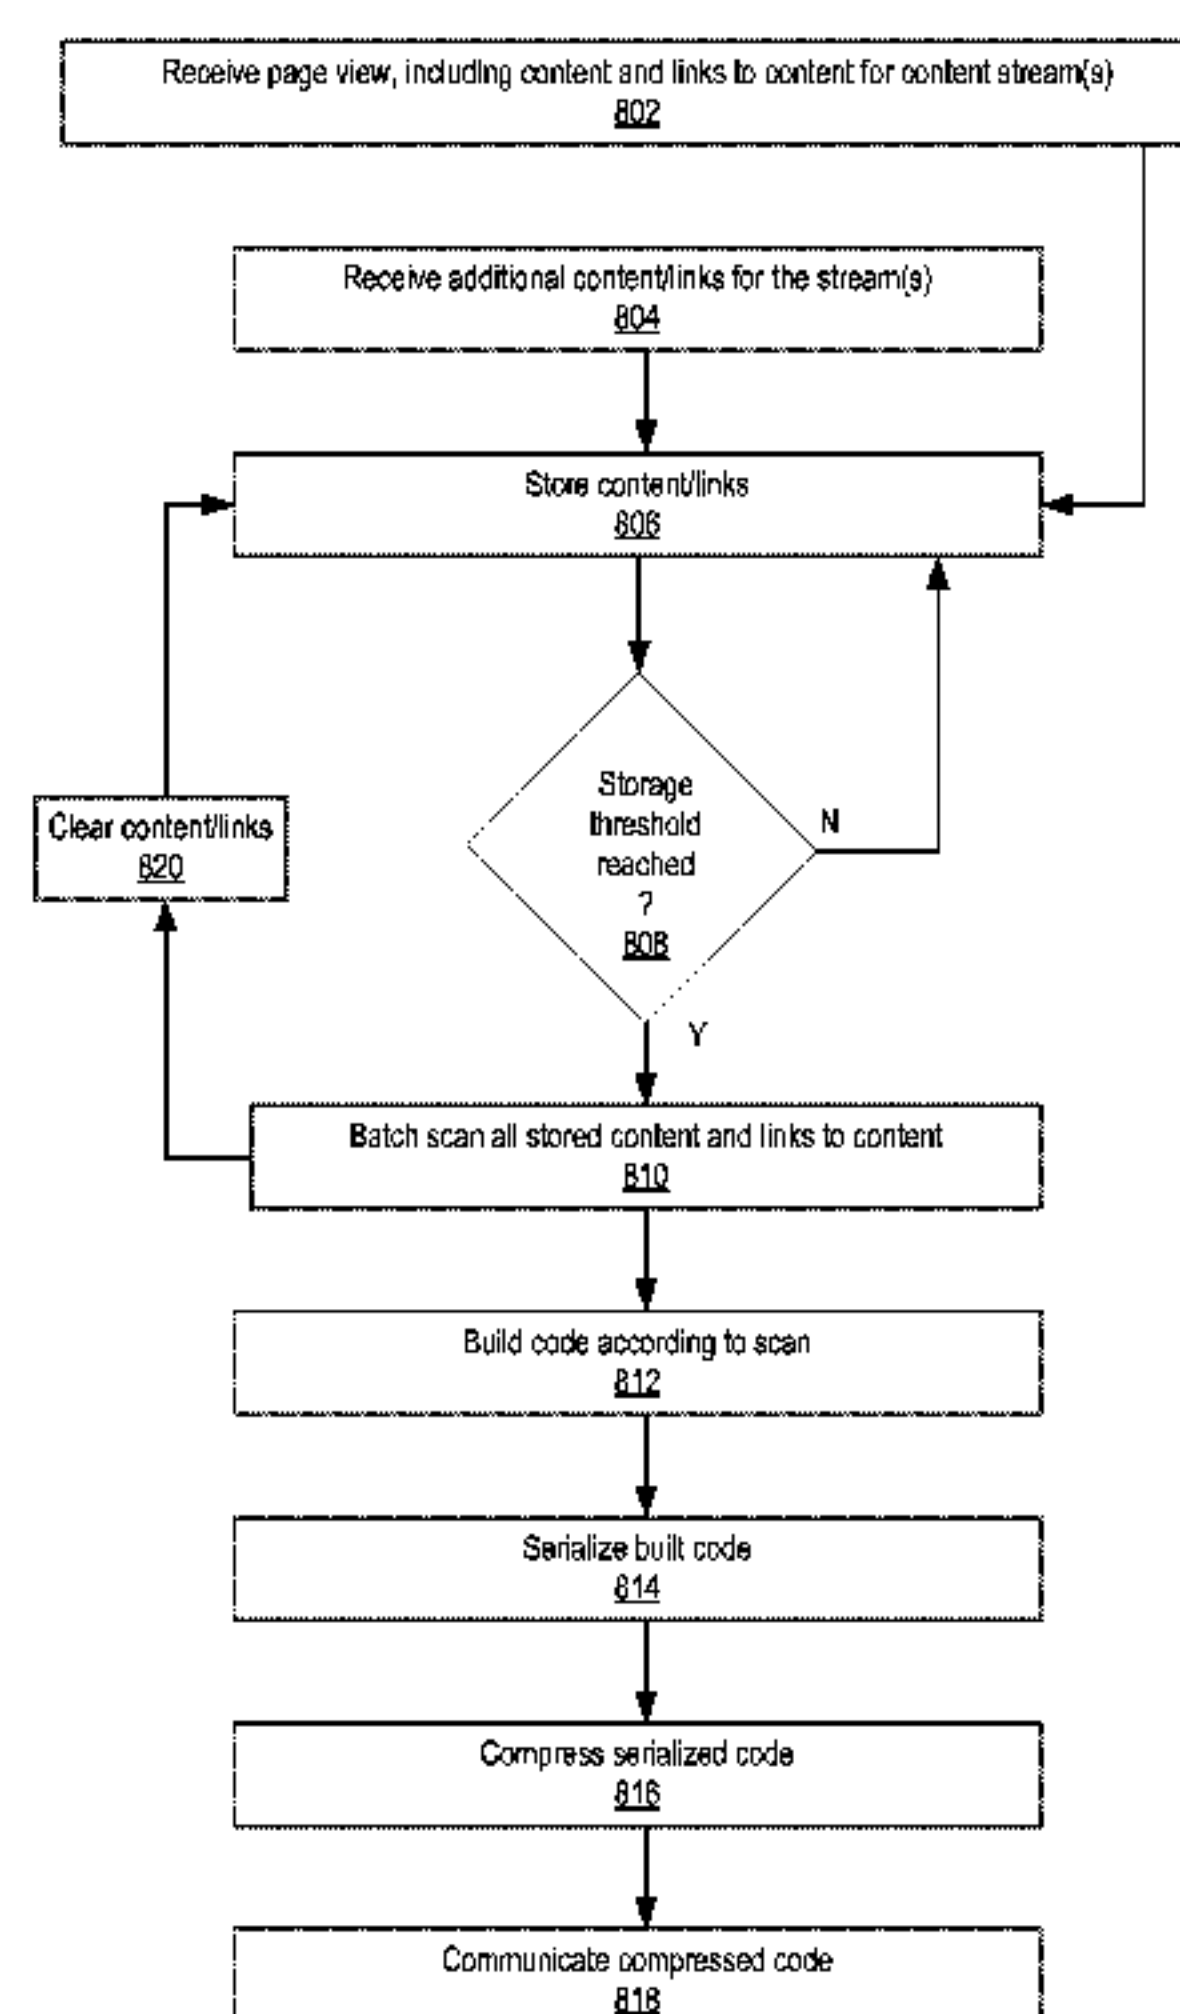 Receive page view, including content and links to content for content stream(s)
802
Receive additional content/links for the stream(s)
804
Store content/links
806
Storage
threshold
reached
?
808
N
Clear content/links
820
Y
Batch scan all stored content and links to content
810
Build code according to scan
812
Serialize built code
814
Compress serialized code
816
Communicate compressed code
818